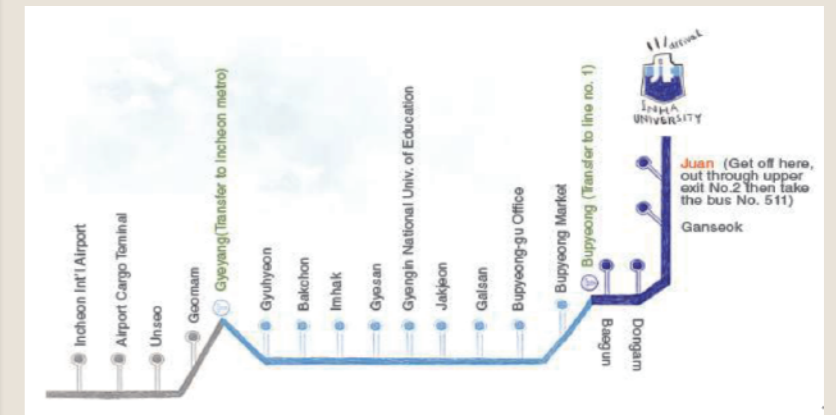 Incheon Int'l Airport
Airport Cargo Teminal
Unseo
Geomam
Gyeyang(Transfer to Incheon metro)
Gyuhyeon
Bakchon
Imhak
Gyesan
Gyengin National Univ. of Education
Jakjeon
Galsan
Bupyeong-gu Office
Bupyeong Market
Bupyeong (Transfer to line no. 1)
Baegun
Dongam
Ganseok
Juan (Get off here,
out through upper
exit No.2 then take
the bus No. 511)
arrival
INHA
UNIVERSITY